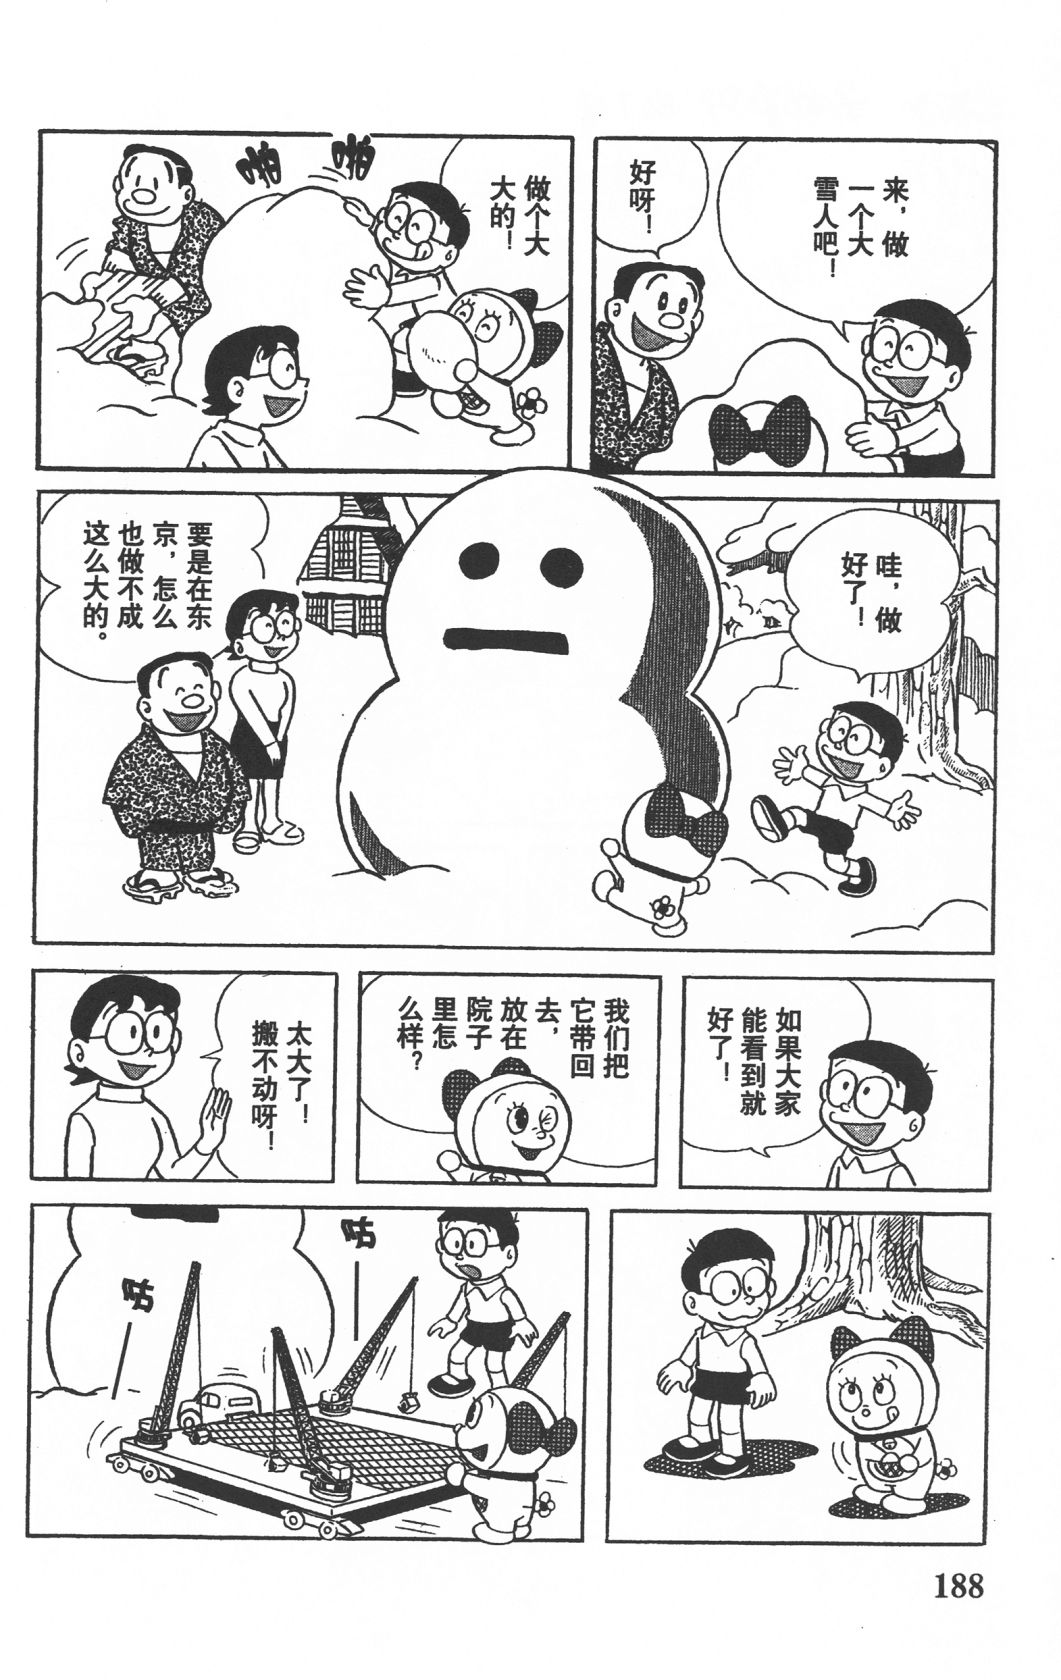 来，做
一个大
雪人吧！
好呀！
做个大
大的！
啪
啪
哇，做
好了！
要是在东
京，怎么
也做不成
这么大的。
如果大家
能看到就
好了！
我们把
它带回
去，
放在
院子
里怎
么样？
太大了！
搬不动呀！
咕
咕
188